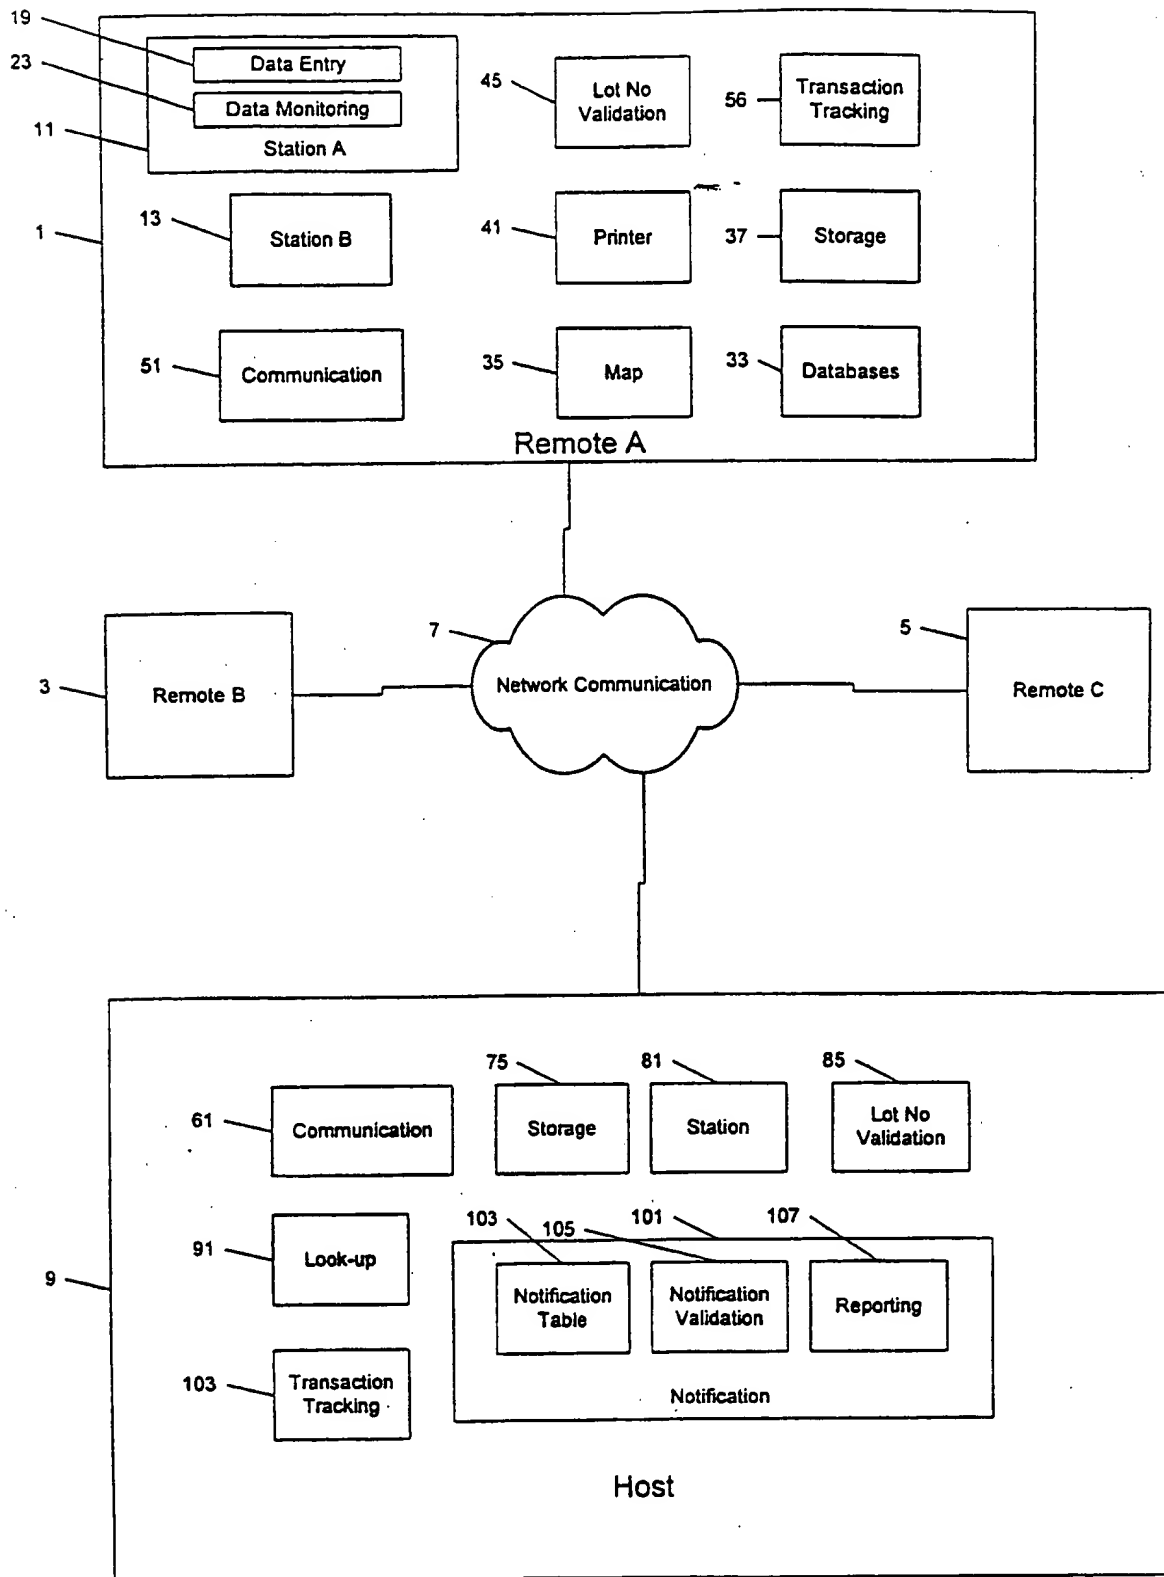 19
Data Entry
23
Data Monitoring
11
Station A
45
Lot No
Validation
56
Transaction
Tracking
1
13
Station B
41
Printer
37
Storage
51
Communication
35
Map
33
Databases
Remote A
3
Remote B
7
Network Communication
5
Remote C
61
Communication
75
Storage
81
Station
85
Lot No
Validation
9
91
Look-up
103
105
101
107
Notification
Table
Notification
Validation
Reporting
Notification
103
Transaction
Tracking
Host